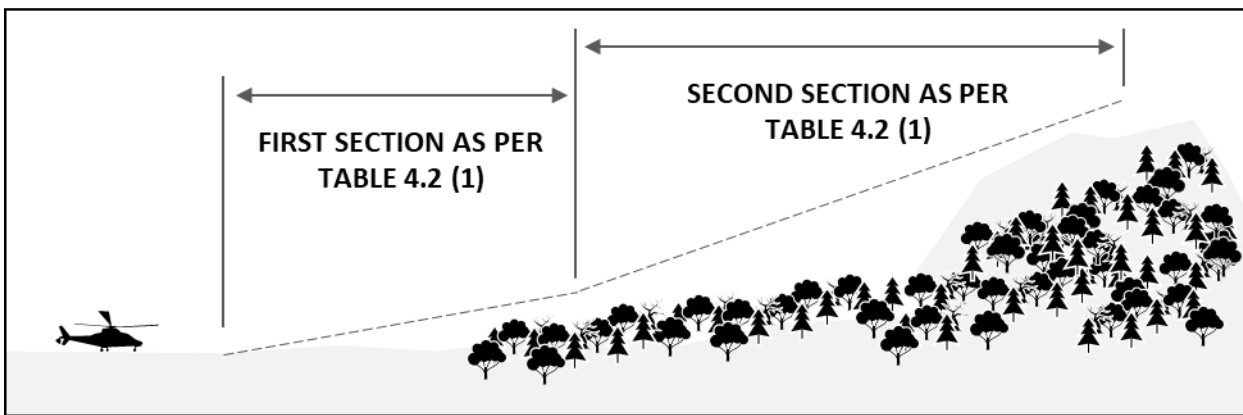 FIRST SECTION AS PER
TABLE 4.2 (1)
SECOND SECTION AS PER
TABLE 4.2 (1)